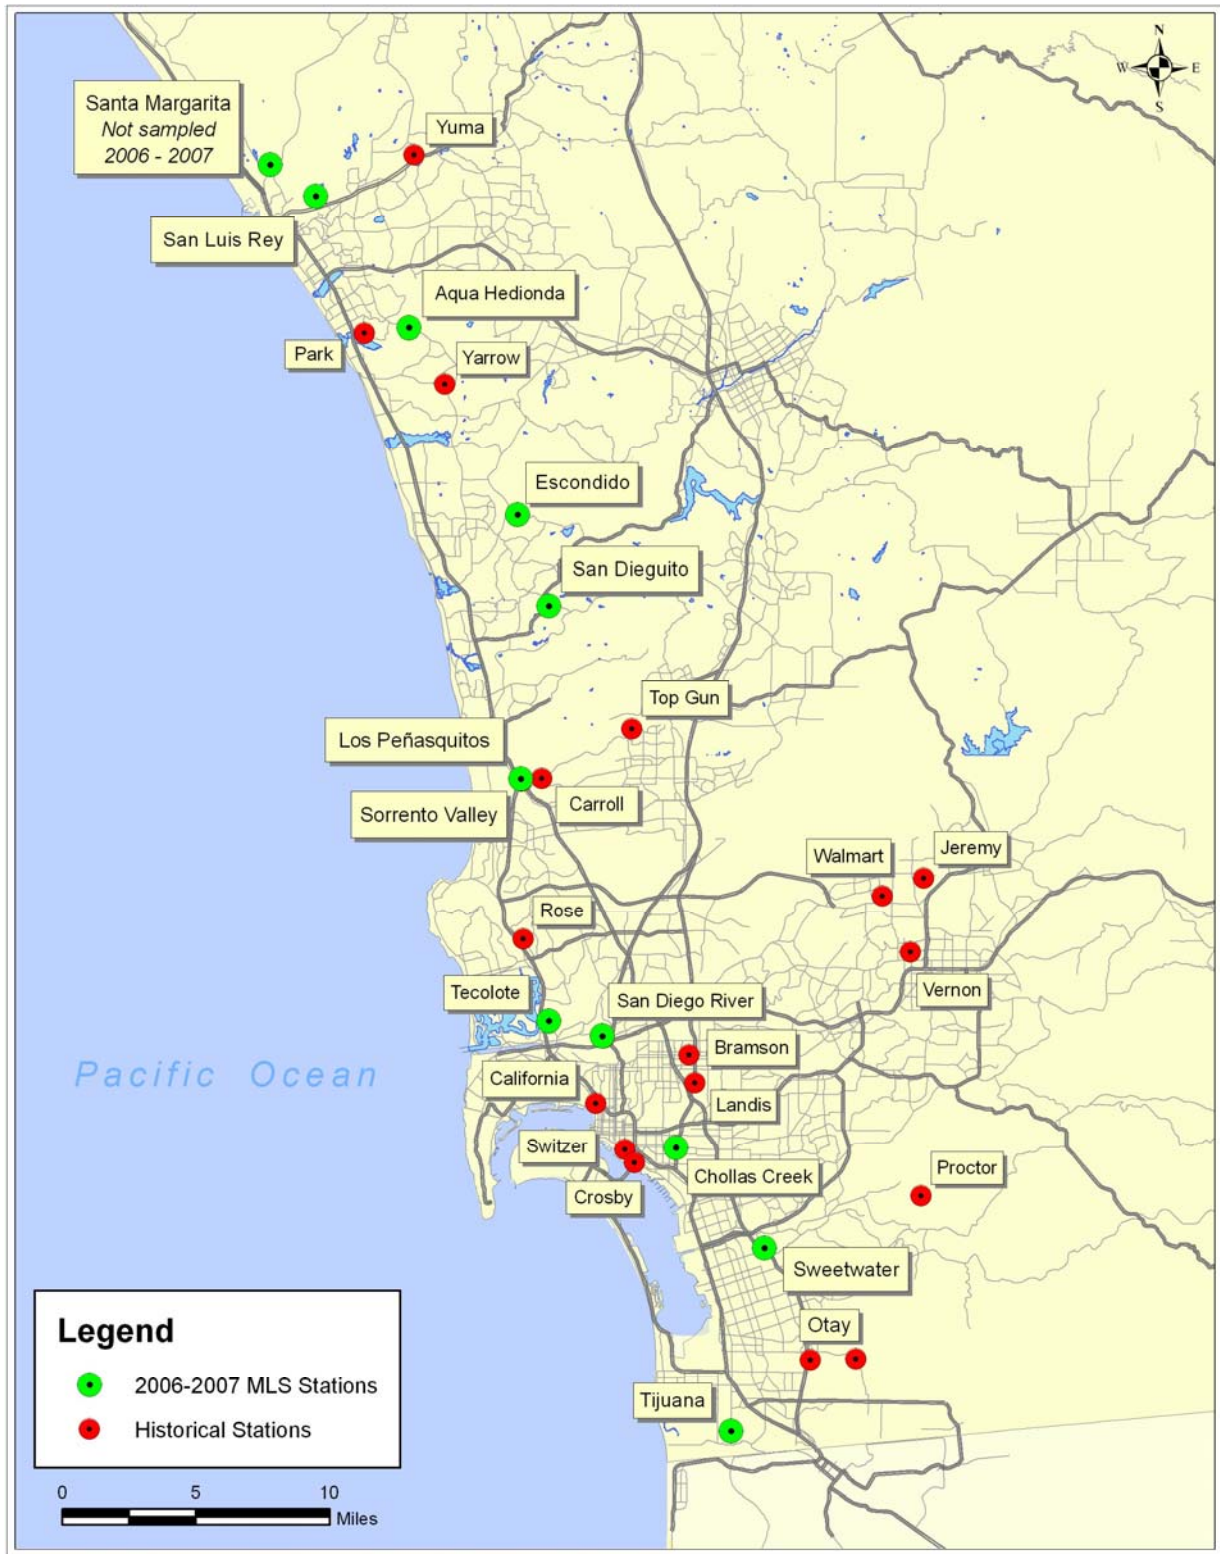 N
W E
S
Santa Margarita
Not sampled
2006 - 2007
Yuma
San Luis Rey
Aqua Hedionda
Park
Yarrow
Escondido
San Dieguito
Top Gun
Los Peñasquitos
Sorrento Valley
Carroll
Walmart
Jeremy
Rose
Tecolote
San Diego River
Vernon
Bramson
Pacific Ocean
California
Landis
Switzer
Chollas Creek
Proctor
Crosby
Sweetwater
Otay
Tijuana
Legend
2006-2007 MLS Stations
Historical Stations
0 5 10
Miles